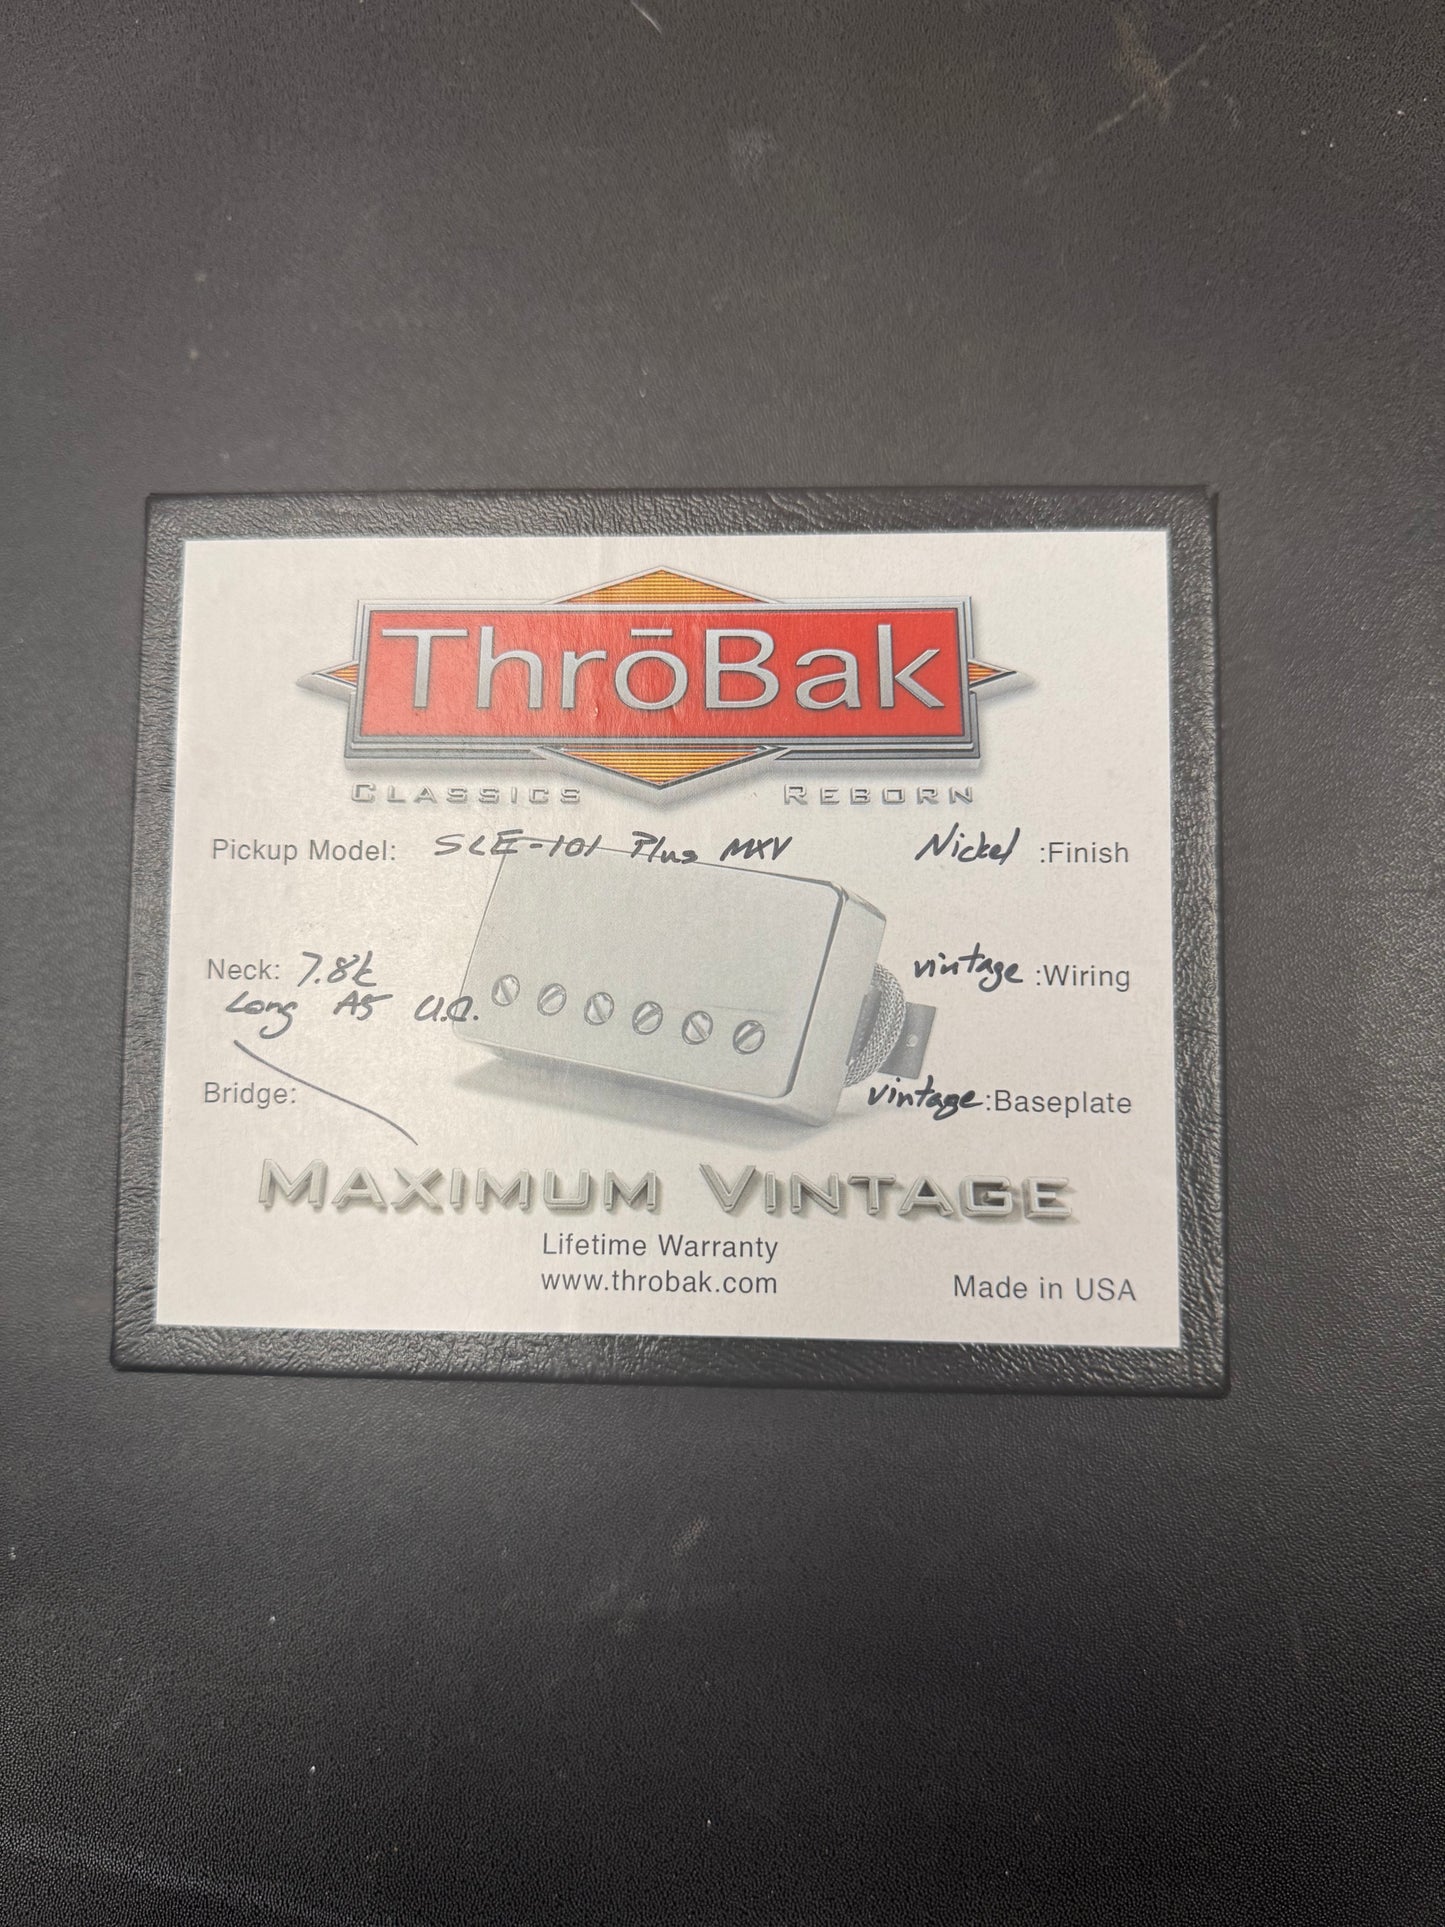 ThrōBak
Classics Reborn
Pickup Model: SLE-101 Plus MXV
Nickel :Finish
Neck: 7.8k
Long A5 U.O.
vintage :Wiring
Bridge:
vintage :Baseplate
Maximum Vintage
Lifetime Warranty
www.throbak.com
Made in USA